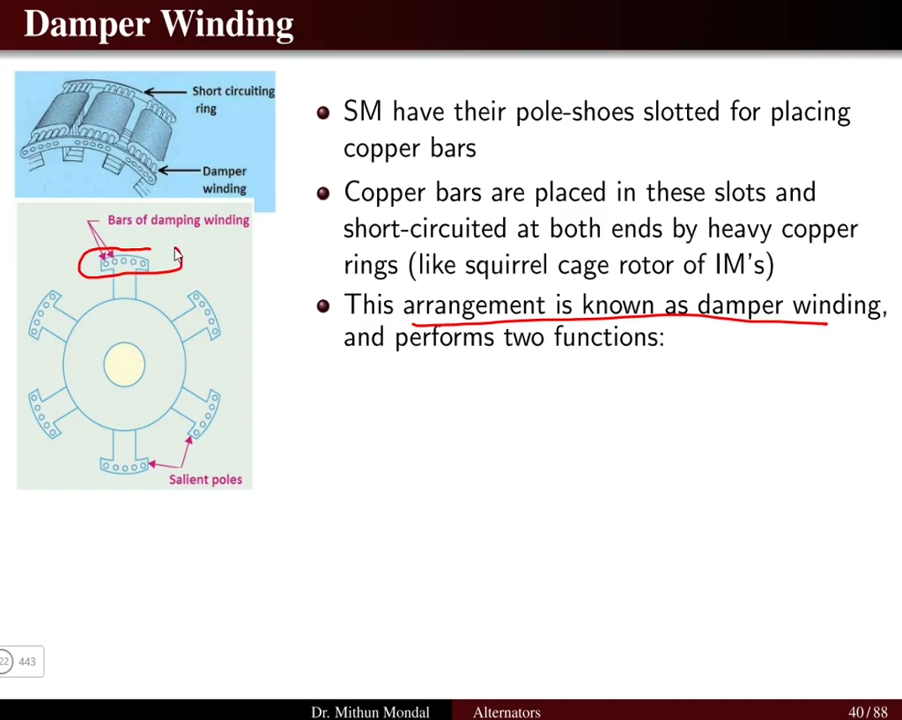 Damper Winding
Short circuiting
ring
Damper
winding
Bars of damping winding
Salient poles
SM have their pole-shoes slotted for placing
copper bars
Copper bars are placed in these slots and
short-circuited at both ends by heavy copper
rings (like squirrel cage rotor of IM's)
This arrangement is known as damper winding,
and performs two functions:
22 443
Dr. Mithun Mondal Alternators 40/88